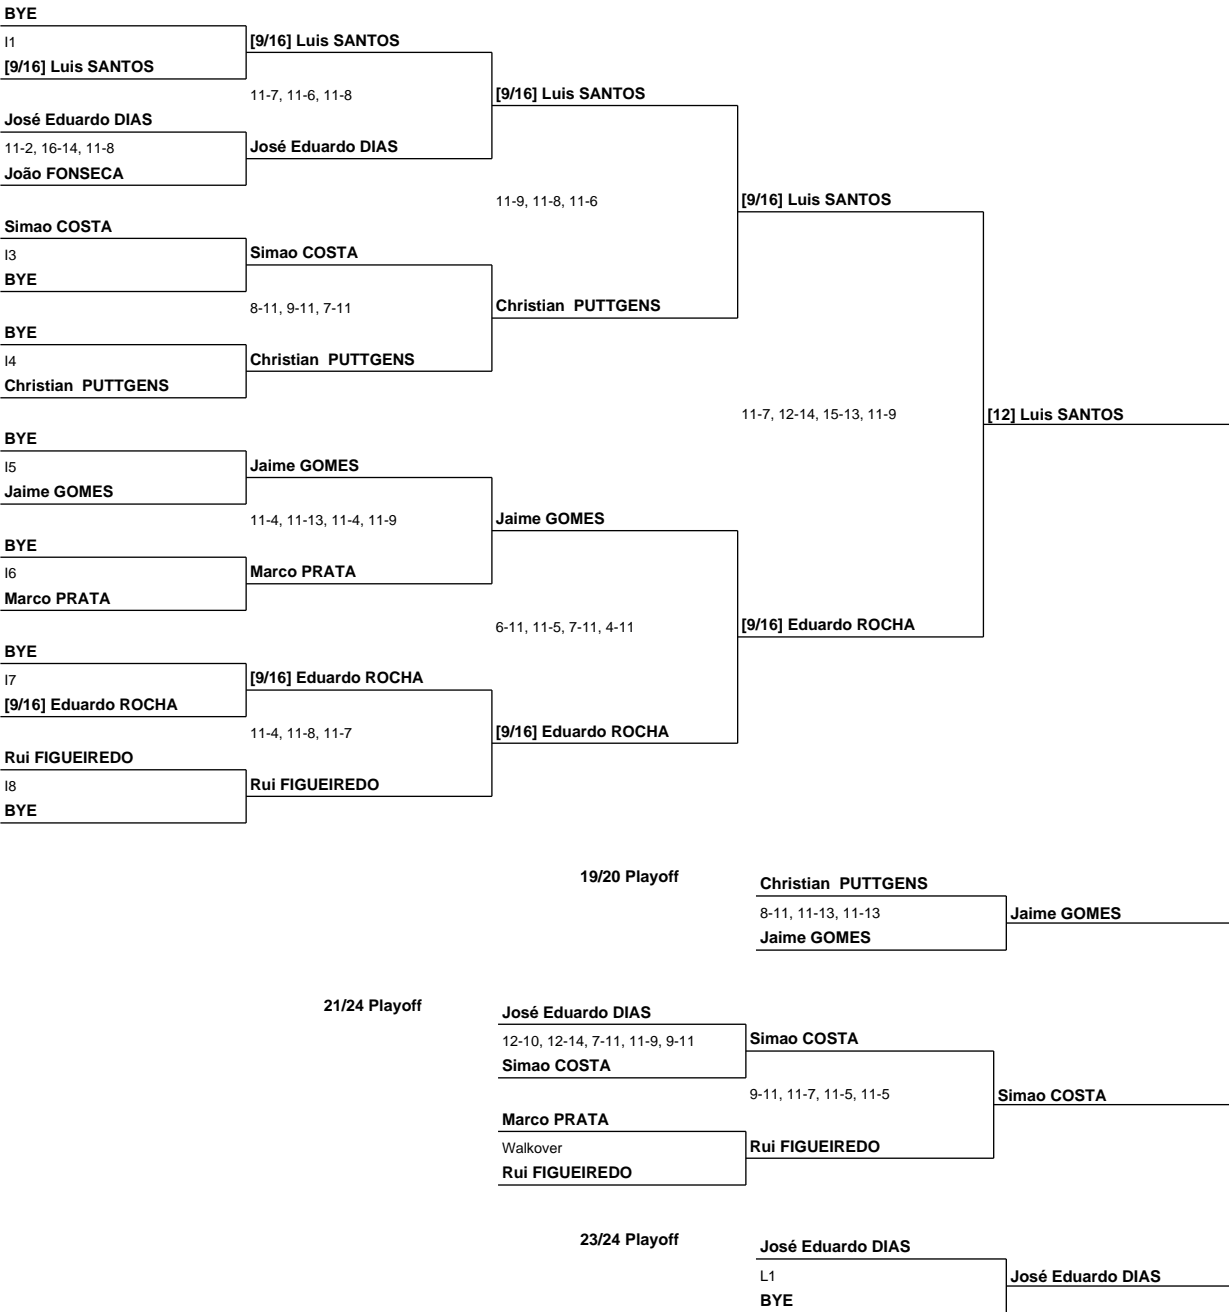 BYE
I1
[9/16] Luis SANTOS
[9/16] Luis SANTOS
11-7, 11-6, 11-8
[9/16] Luis SANTOS
José Eduardo DIAS
11-2, 16-14, 11-8
José Eduardo DIAS
João FONSECA
11-9, 11-8, 11-6
[9/16] Luis SANTOS
Simao COSTA
I3
Simao COSTA
BYE
8-11, 9-11, 7-11
Christian PUTTGENS
BYE
I4
Christian PUTTGENS
Christian PUTTGENS
11-7, 12-14, 15-13, 11-9
[12] Luis SANTOS
BYE
I5
Jaime GOMES
Jaime GOMES
11-4, 11-13, 11-4, 11-9
Jaime GOMES
BYE
I6
Marco PRATA
Marco PRATA
6-11, 11-5, 7-11, 4-11
[9/16] Eduardo ROCHA
BYE
I7
[9/16] Eduardo ROCHA
[9/16] Eduardo ROCHA
11-4, 11-8, 11-7
[9/16] Eduardo ROCHA
Rui FIGUEIREDO
I8
Rui FIGUEIREDO
BYE
19/20 Playoff
Christian PUTTGENS
8-11, 11-13, 11-13
Jaime GOMES
Jaime GOMES
21/24 Playoff
José Eduardo DIAS
12-10, 12-14, 7-11, 11-9, 9-11
Simao COSTA
Simao COSTA
9-11, 11-7, 11-5, 11-5
Simao COSTA
Marco PRATA
Walkover
Rui FIGUEIREDO
Rui FIGUEIREDO
23/24 Playoff
José Eduardo DIAS
L1
José Eduardo DIAS
BYE